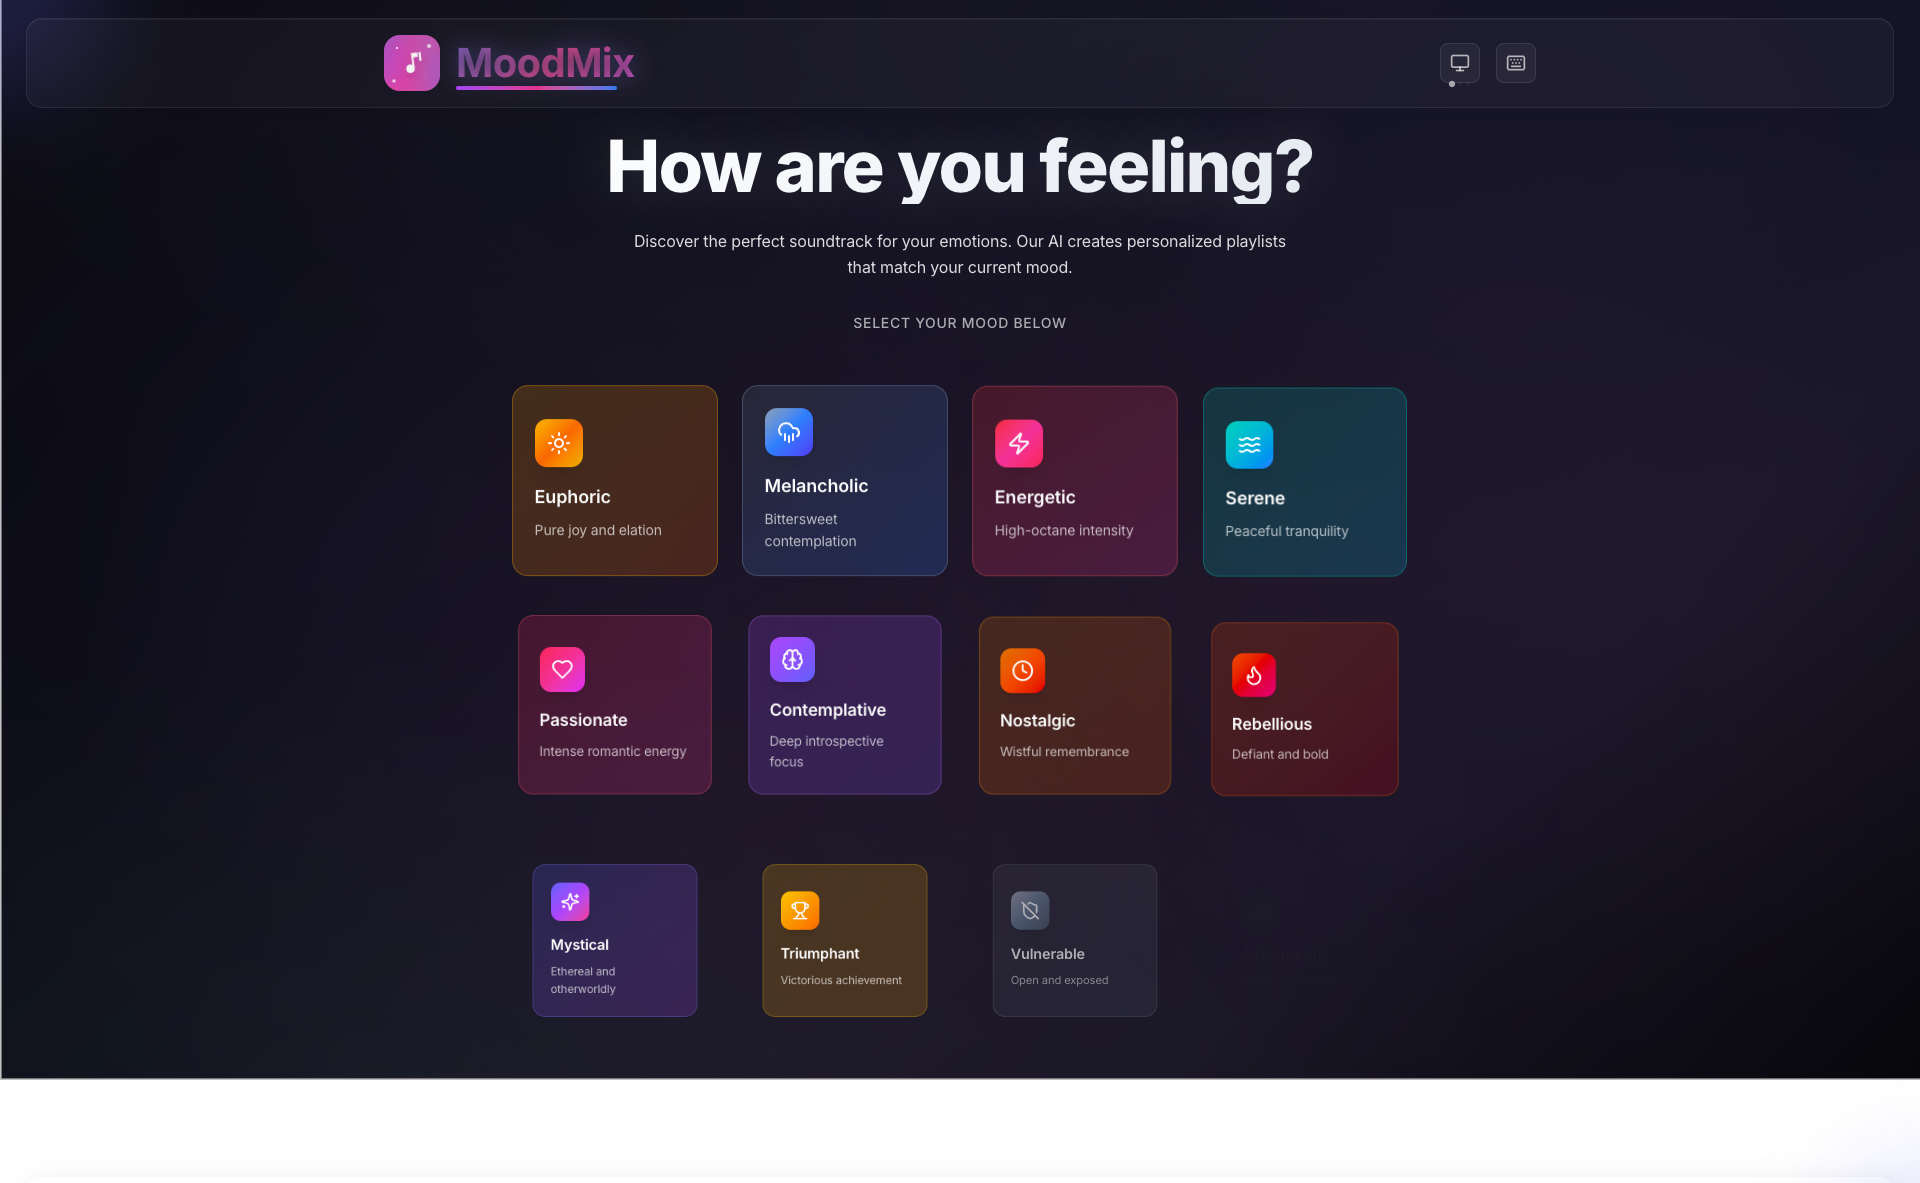 MoodMix
How are you feeling?
Discover the perfect soundtrack for your emotions. Our AI creates personalized playlists
that match your current mood.
SELECT YOUR MOOD BELOW
Euphoric
Pure joy and elation
Melancholic
Bittersweet
contemplation
Energetic
High-octane intensity
Serene
Peaceful tranquility
Passionate
Intense romantic energy
Contemplative
Deep introspective
focus
Nostalgic
Wistful remembrance
Rebellious
Defiant and bold
Mystical
Ethereal and
otherworldly
Triumphant
Victorious achievement
Vulnerable
Open and exposed